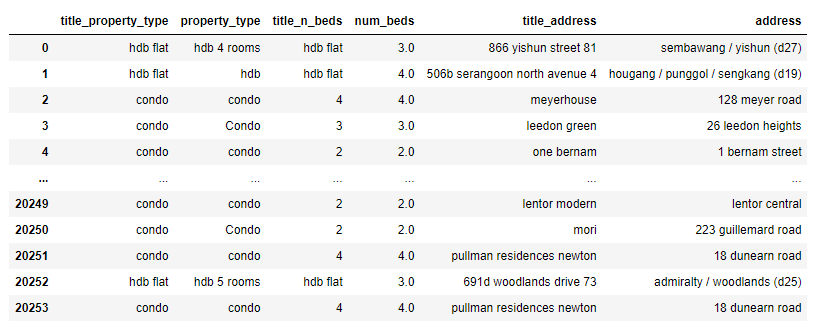 title_property_type property_type title_n_beds num_beds title_address address
0 hdb flat hdb 4 rooms hdb flat 3.0 866 yishun street 81 sembawang / yishun (d27)
1 hdb flat hdb hdb flat 4.0 506b serangoon north avenue 4 hougang / punggol / sengkang (d19)
2 condo condo 4 4.0 meyerhouse 128 meyer road
3 condo Condo 3 3.0 leedon green 26 leedon heights
4 condo condo 2 2.0 one bernam 1 bernam street
... ... ... ... ... ... ...
20249 condo condo 2 2.0 lentor modern lentor central
20250 condo Condo 2 2.0 mori 223 guillemard road
20251 condo condo 4 4.0 pullman residences newton 18 dunearn road
20252 hdb flat hdb 5 rooms hdb flat 3.0 691d woodlands drive 73 admiralty / woodlands (d25)
20253 condo condo 4 4.0 pullman residences newton 18 dunearn road